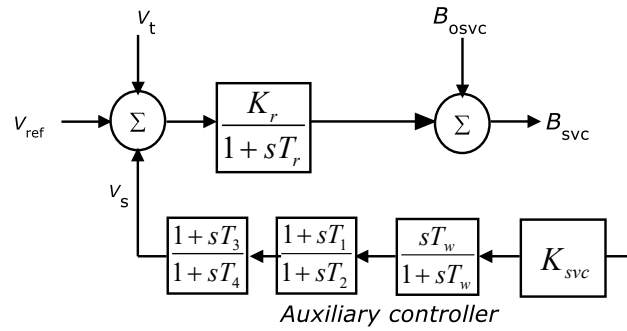 V_t
B_osvc
V_ref
Σ
K_r / 1 + sT_r
Σ
B_svc
V_s
1 + sT_3 / 1 + sT_4
1 + sT_1 / 1 + sT_2
sT_w / 1 + sT_w
K_svc
Auxiliary controller